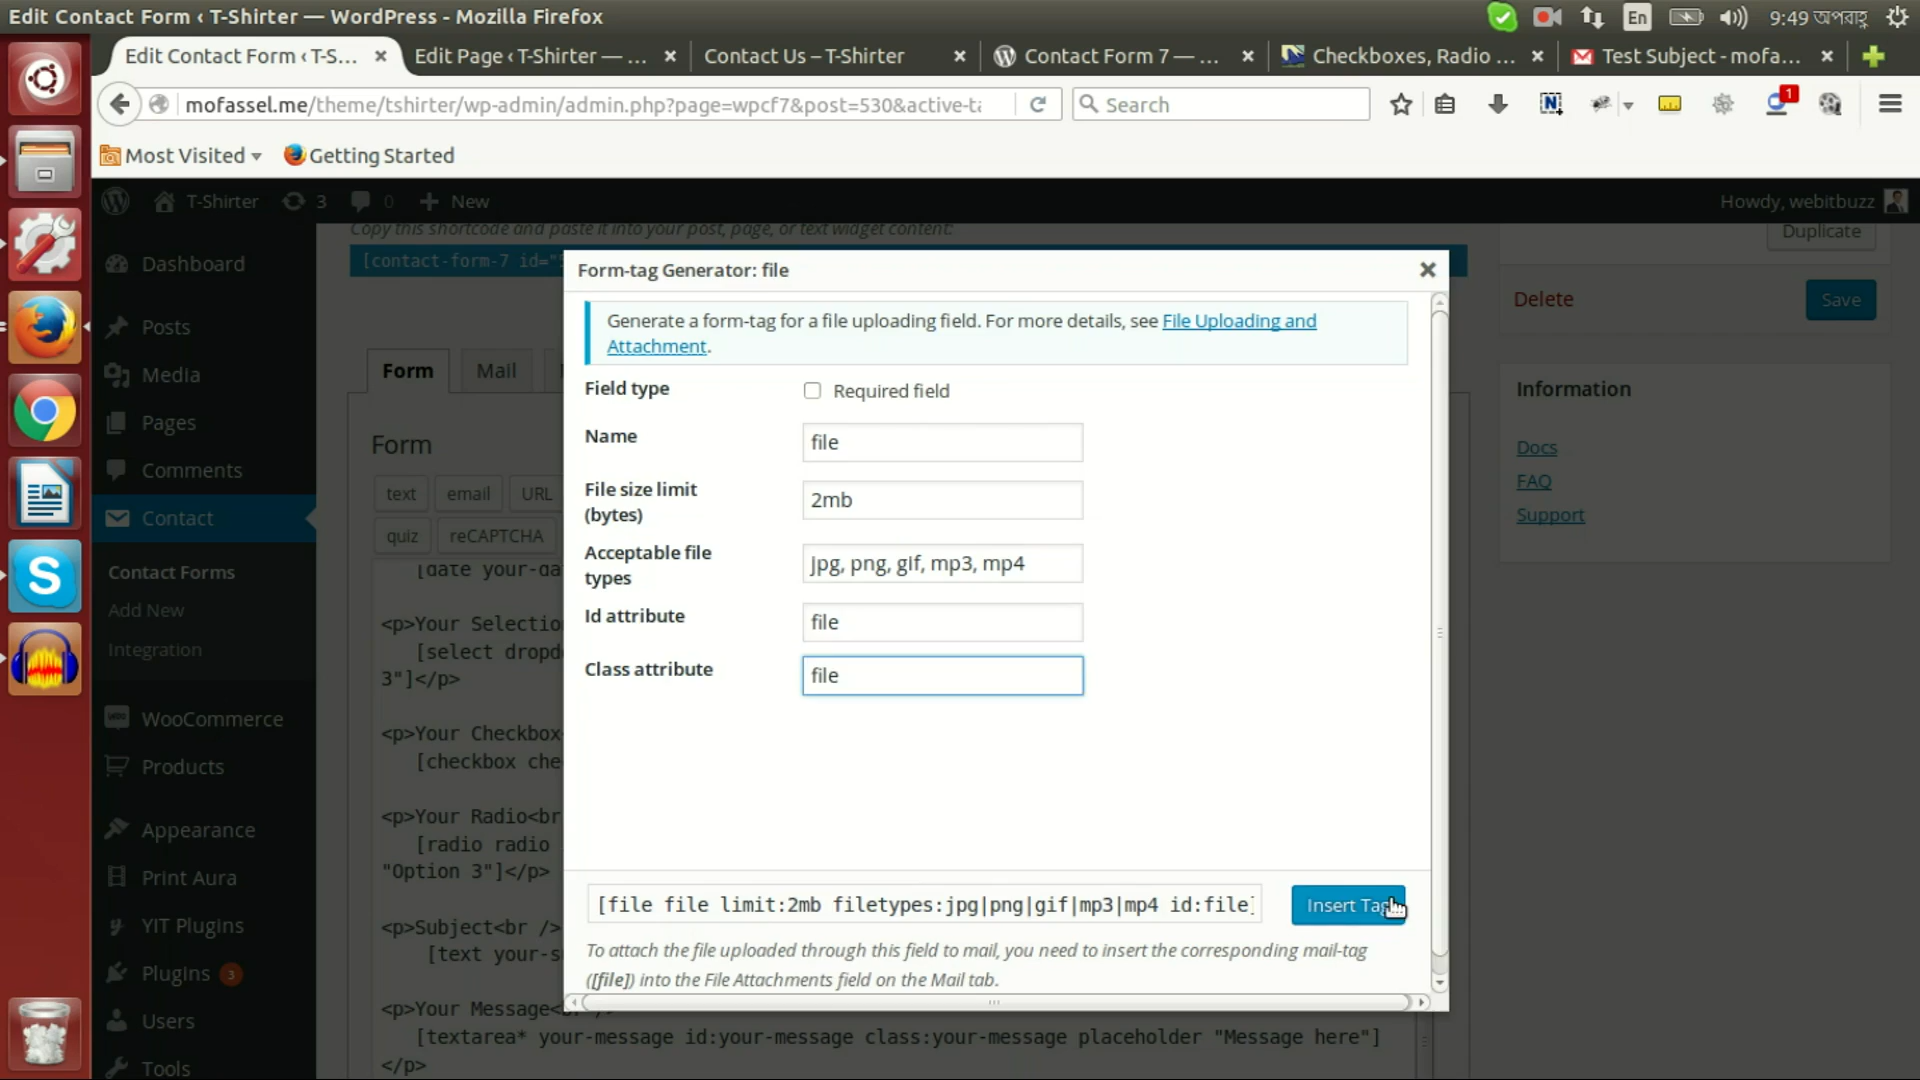 Edit Contact Form ‹ T-Shirter — WordPress - Mozilla Firefox
En
9:49 অপরাহ্ণ
Edit Contact Form ‹ T-S...
Edit Page ‹ T-Shirter — ...
Contact Us – T-Shirter
Contact Form 7 — ...
Checkboxes, Radio ...
Test Subject - mofa...
mofassel.me/theme/tshirter/wp-admin/admin.php?page=wpcf7&post=530&active-ta
Search
1
Most Visited
Getting Started
T-Shirter
3
0
New
Howdy, webitbuzz
Copy this shortcode and paste it into your post, page, or text widget content:
Duplicate
[contact-form-7 id="
Form-tag Generator: file
Dashboard
Delete
Save
Generate a form-tag for a file uploading field. For more details, see File Uploading and
Attachment.
Posts
Form
Mail
Media
Field type
Required field
Information
Pages
Name
file
Form
Docs
Comments
File size limit
(bytes)
2mb
FAQ
text
email
URL
Support
Contact
quiz
reCAPTCHA
Acceptable file
types
jpg, png, gif, mp3, mp4
Contact Forms
[date your-da
Add New
Id attribute
file
<p>Your Selection
Integration
[select dropd
3"]</p>
Class attribute
file
WooCommerce
<p>Your Checkbox
[checkbox che
Products
<p>Your Radio<br
Appearance
[radio radio
"Option 3"]</p>
Print Aura
[file file limit:2mb filetypes:jpg|png|gif|mp3|mp4 id:file
Insert Tag
YIT Plugins
<p>Subject<br />
[text your-s
To attach the file uploaded through this field to mail, you need to insert the corresponding mail-tag
([file]) into the File Attachments field on the Mail tab.
Plugins
3
<p>Your Message<br />
Users
[textarea* your-message id:your-message class:your-message placeholder "Message here"]
</p>
Tools